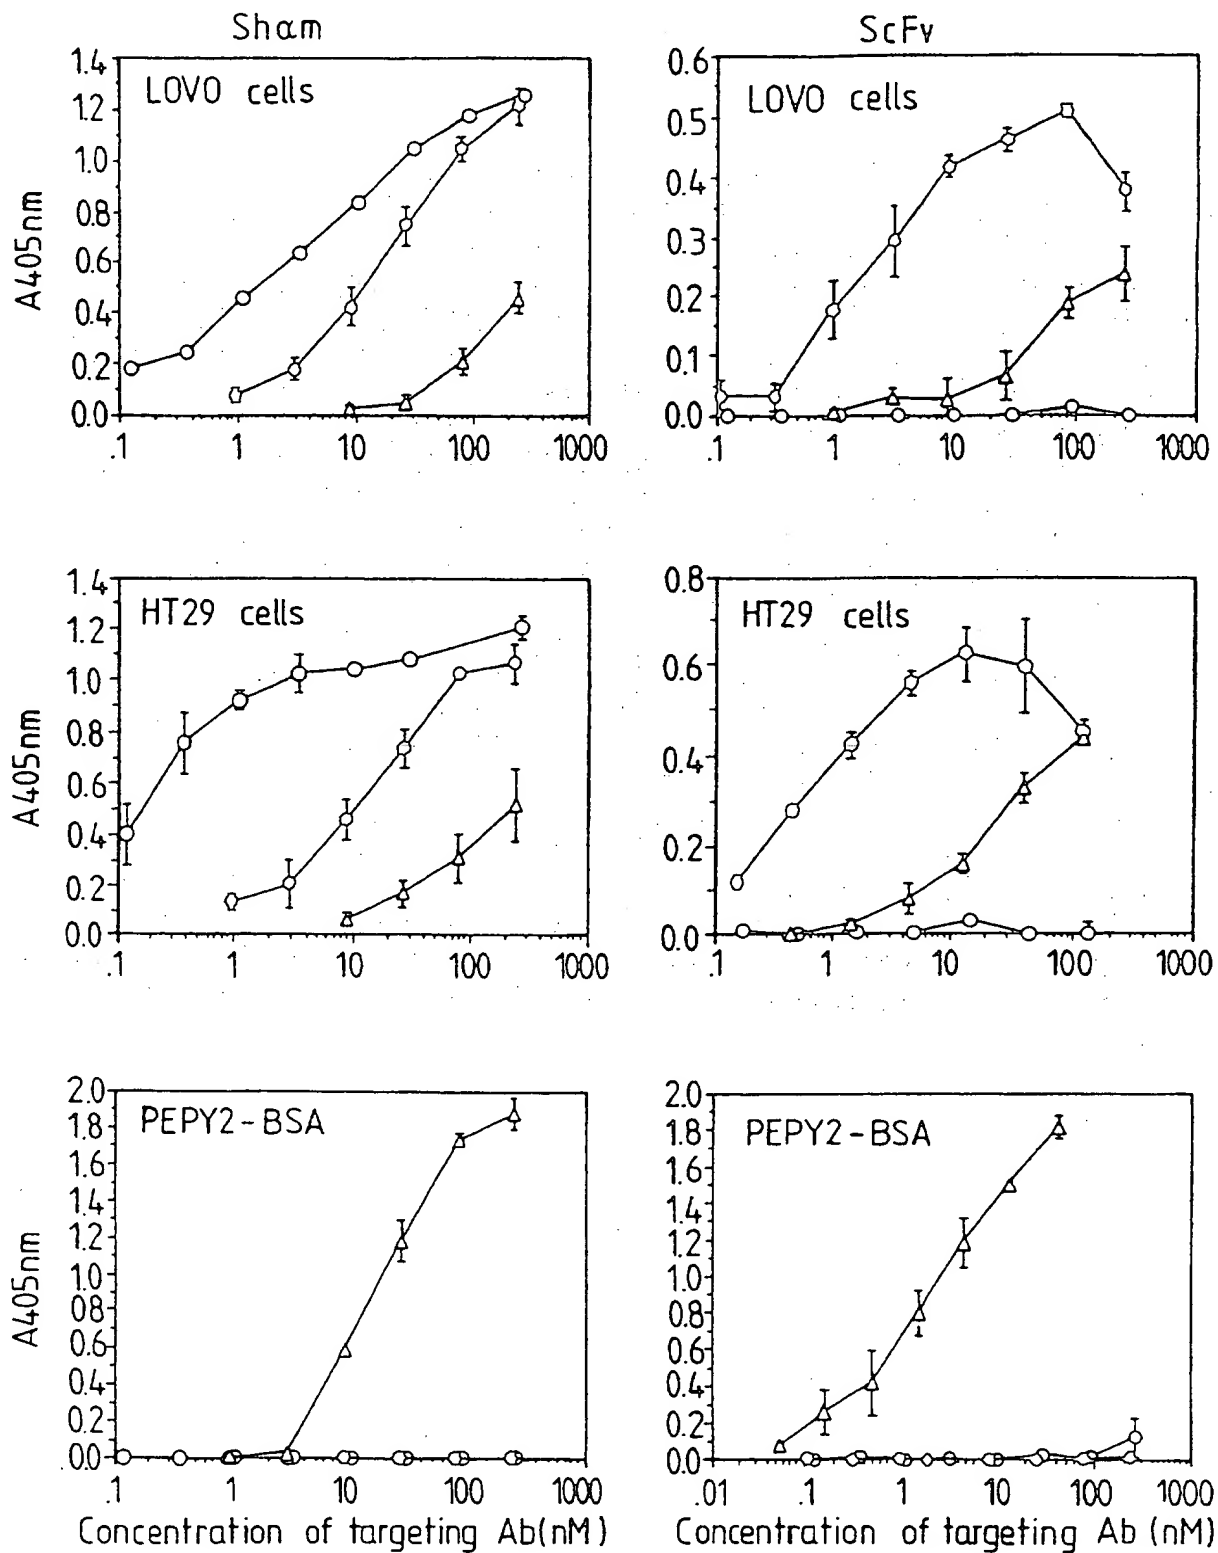 Sham
ScFv
1.4
1.2
1.0
0.8
0.6
0.4
0.2
0.0
A405nm
LOVO cells
.1 1 10 100 1000
0.6
0.5
0.4
0.3
0.2
0.1
0.0
LOVO cells
.1 1 10 100 1000
1.4
1.2
1.0
0.8
0.6
0.4
0.2
0.0
A405nm
HT29 cells
.1 1 10 100 1000
0.8
0.6
0.4
0.2
0.0
HT29 cells
.1 1 10 100 1000
2.0
1.8
1.6
1.4
1.2
1.0
0.8
0.6
0.4
0.2
0.0
A405nm
PEPY2-BSA
.1 1 10 100 1000
Concentration of targeting Ab(nM)
2.0
1.8
1.6
1.4
1.2
1.0
0.8
0.6
0.4
0.2
0.0
PEPY2-BSA
.01 .1 1 10 100 1000
Concentration of targeting Ab (nM)